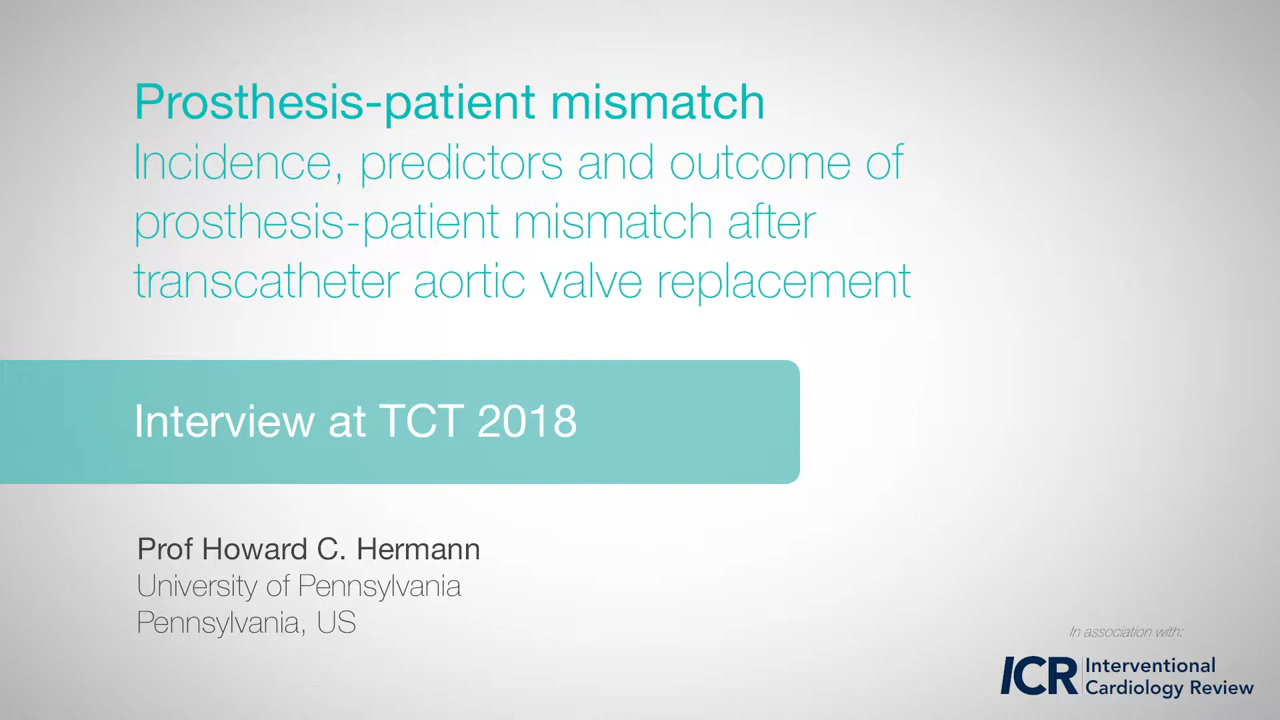 Prosthesis-patient mismatch
Incidence, predictors and outcome of
prosthesis-patient mismatch after
transcatheter aortic valve replacement
Interview at TCT 2018
Prof Howard C. Hermann
University of Pennsylvania
Pennsylvania, US
In association with:
ICR Interventional
Cardiology Review